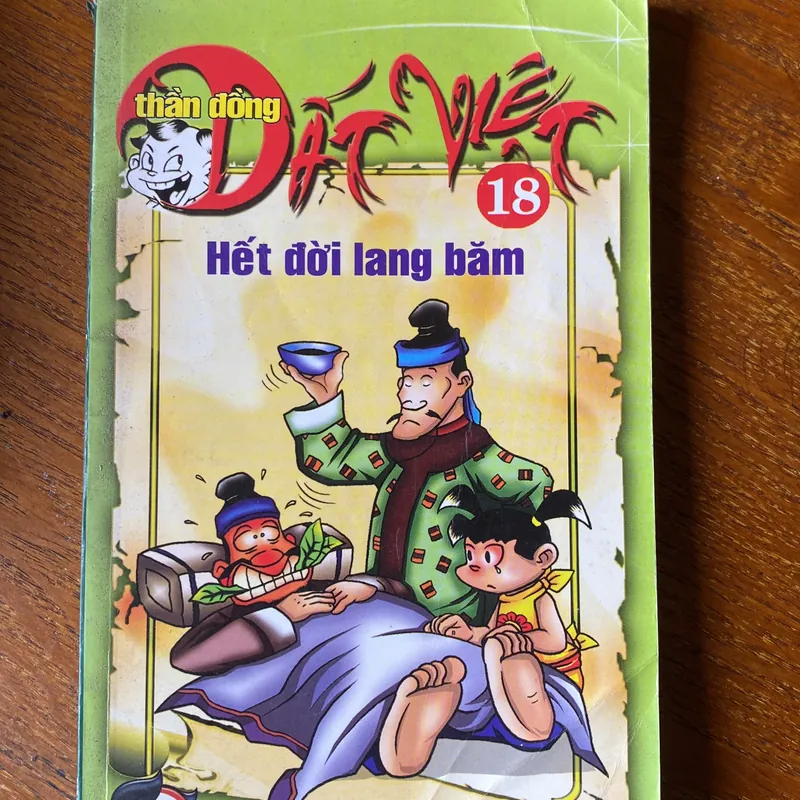 thần đồng
ĐẤT VIỆT
18
Hết đời lang băm